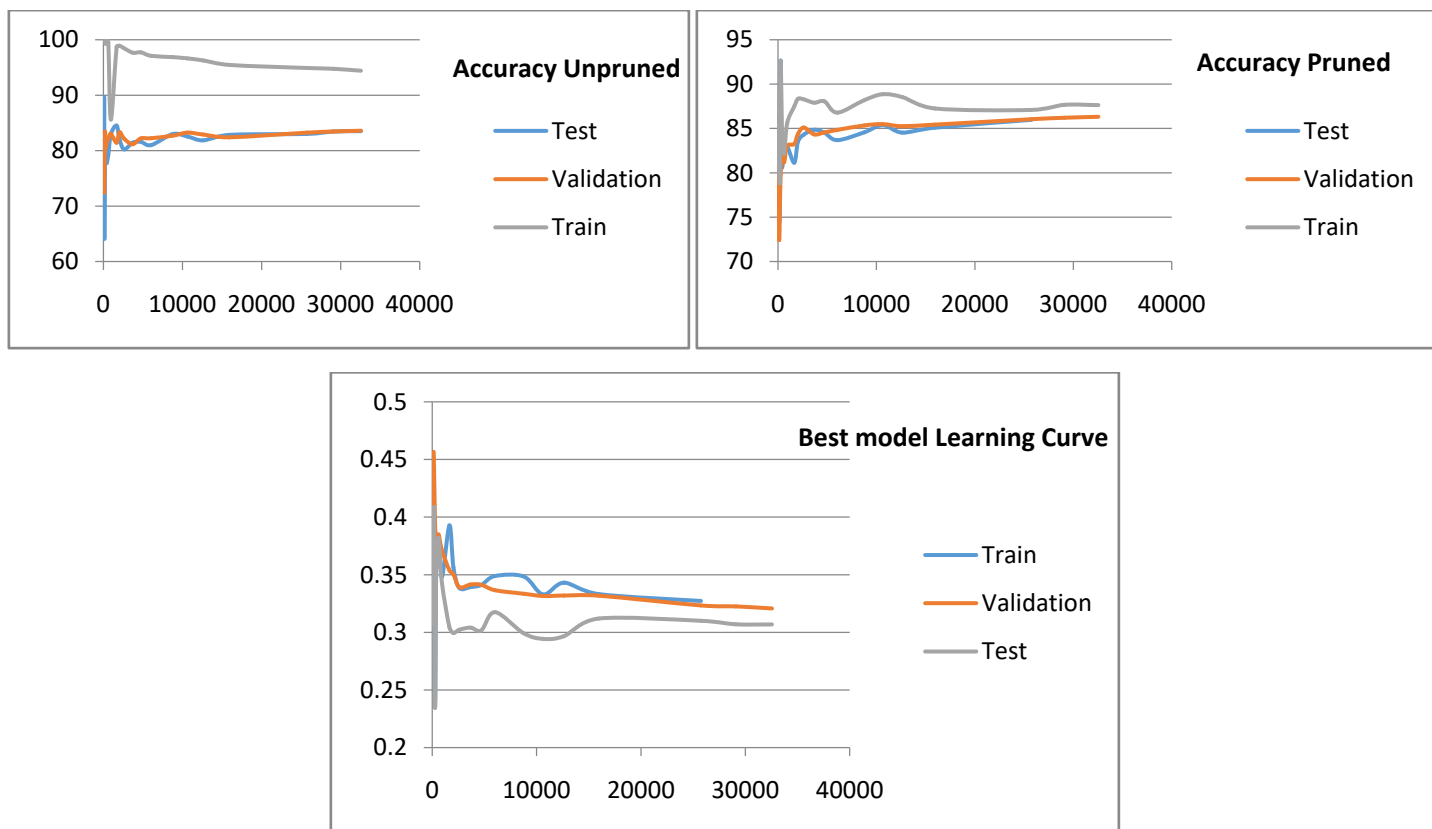 Accuracy Unpruned
100
90
80
70
60
0 10000 20000 30000 40000
Test
Validation
Train
Accuracy Pruned
95
90
85
80
75
70
0 10000 20000 30000 40000
Test
Validation
Train
Best model Learning Curve
0.5
0.45
0.4
0.35
0.3
0.25
0.2
0 10000 20000 30000 40000
Train
Validation
Test